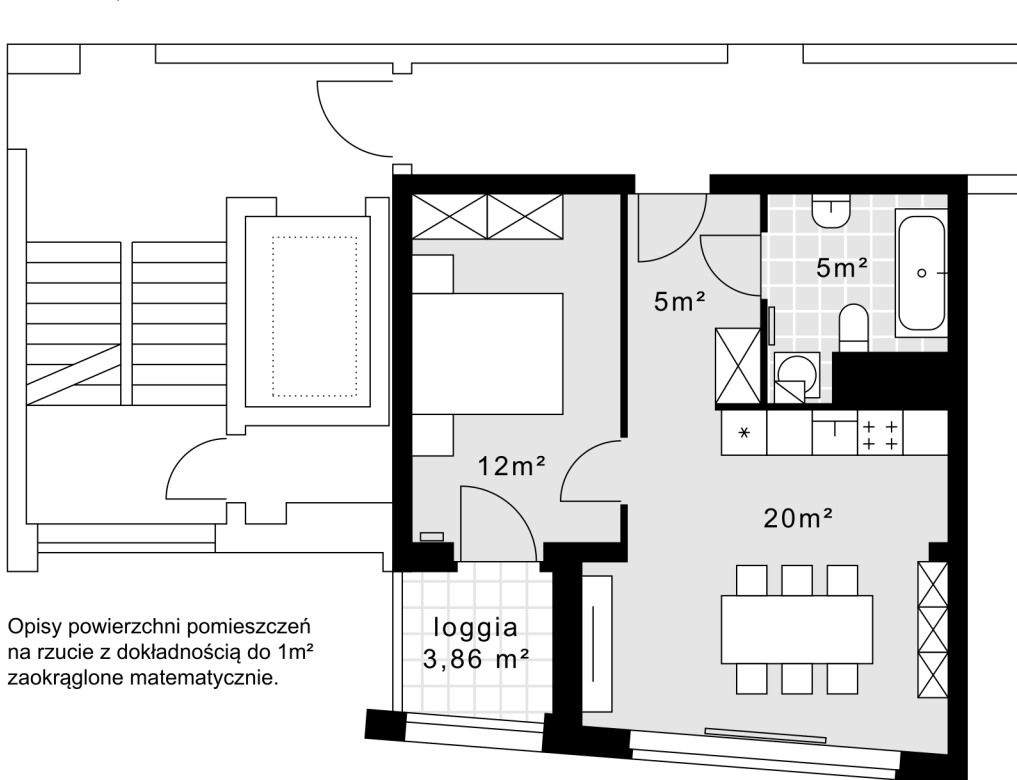 5m²
5m²
12m²
20m²
loggia
3,86 m²
Opisy powierzchni pomieszczeń
na rzucie z dokładnością do 1m²
zaokrąglone matematycznie.